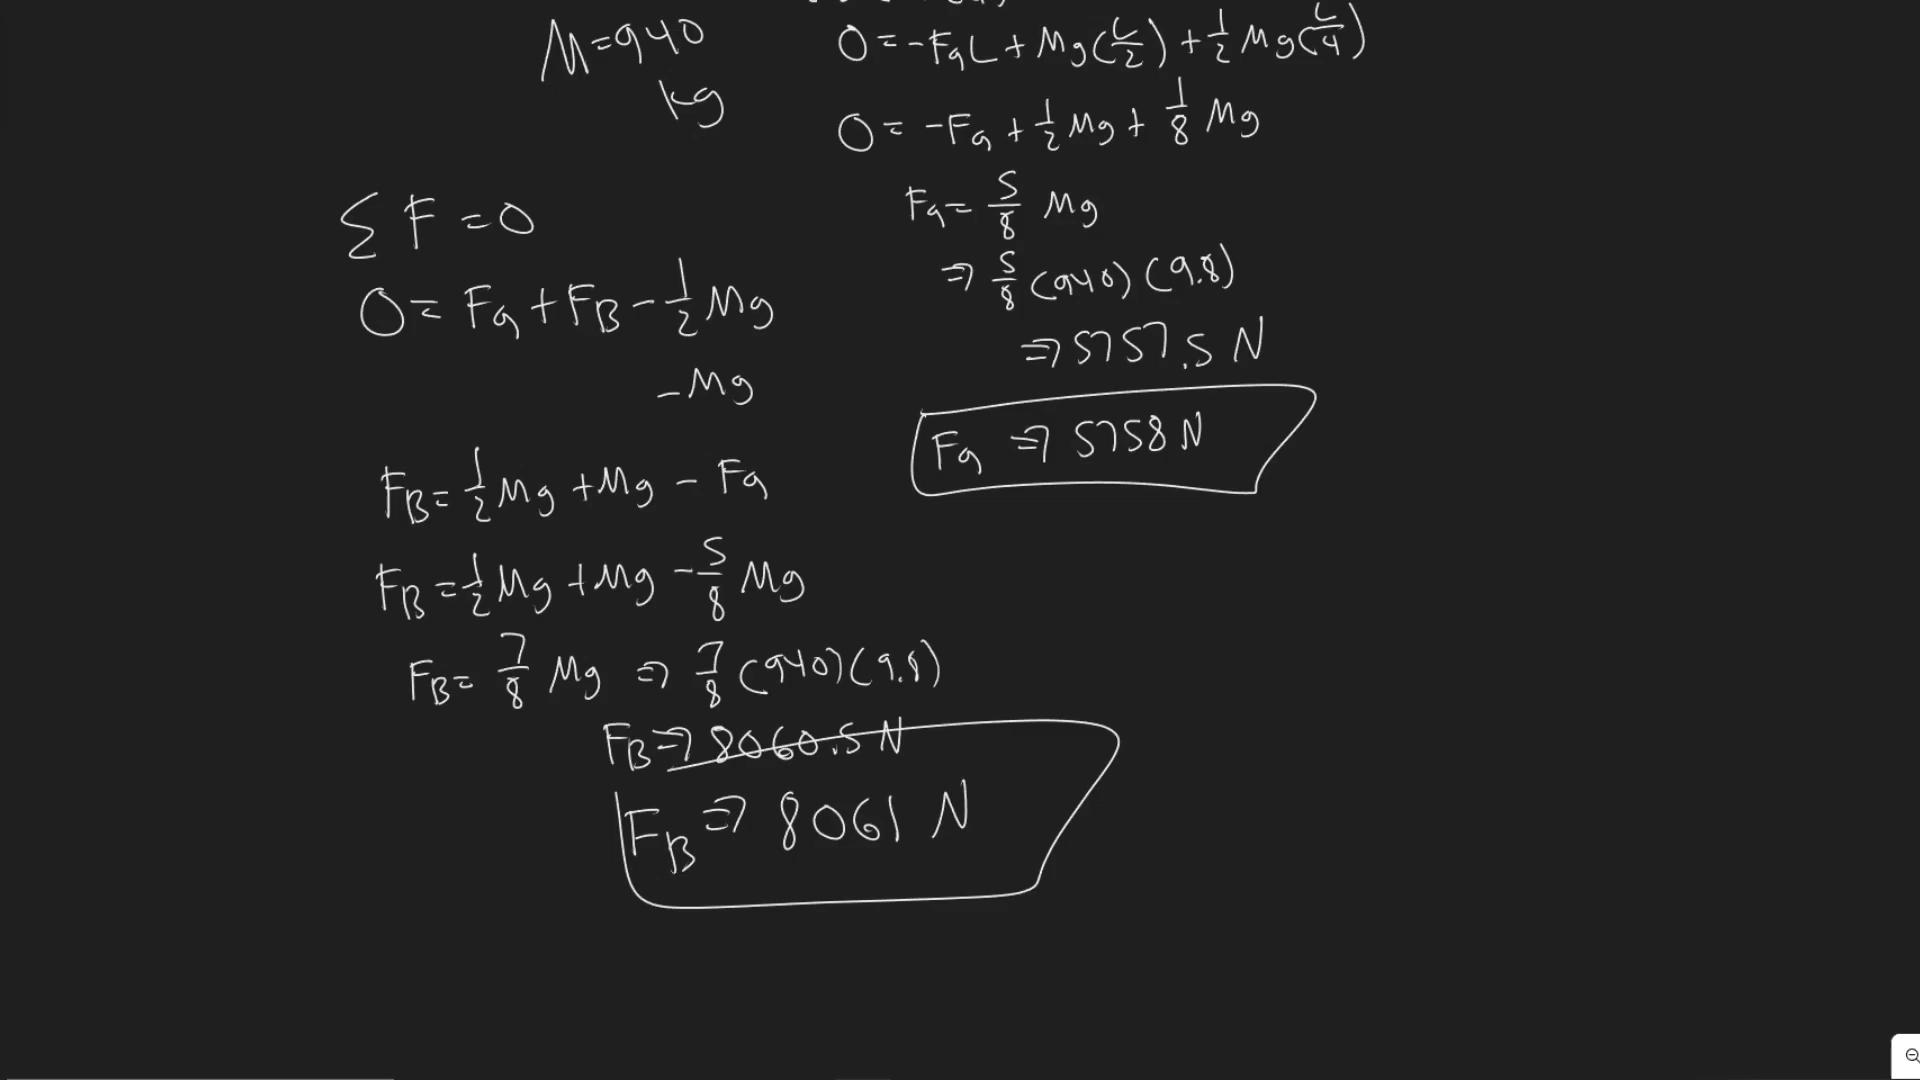 M=940
kg
0=-FaL+Mg(L/2)+1/2 Mg(L/4)
0=-Fa+1/2 Mg+1/8 Mg
Fa=5/8 Mg
⇒ 5/8 (940)(9.8)
⇒ 5757.5 N
Fa ⇒ 5758 N
Σ F=0
0=Fa+FB-1/2 Mg
-Mg
FB=1/2 Mg+Mg-Fa
FB=1/2 Mg+Mg-5/8 Mg
FB=7/8 Mg ⇒ 7/8 (940)(9.8)
FB⇒ 8060.5 N
FB⇒ 8061 N